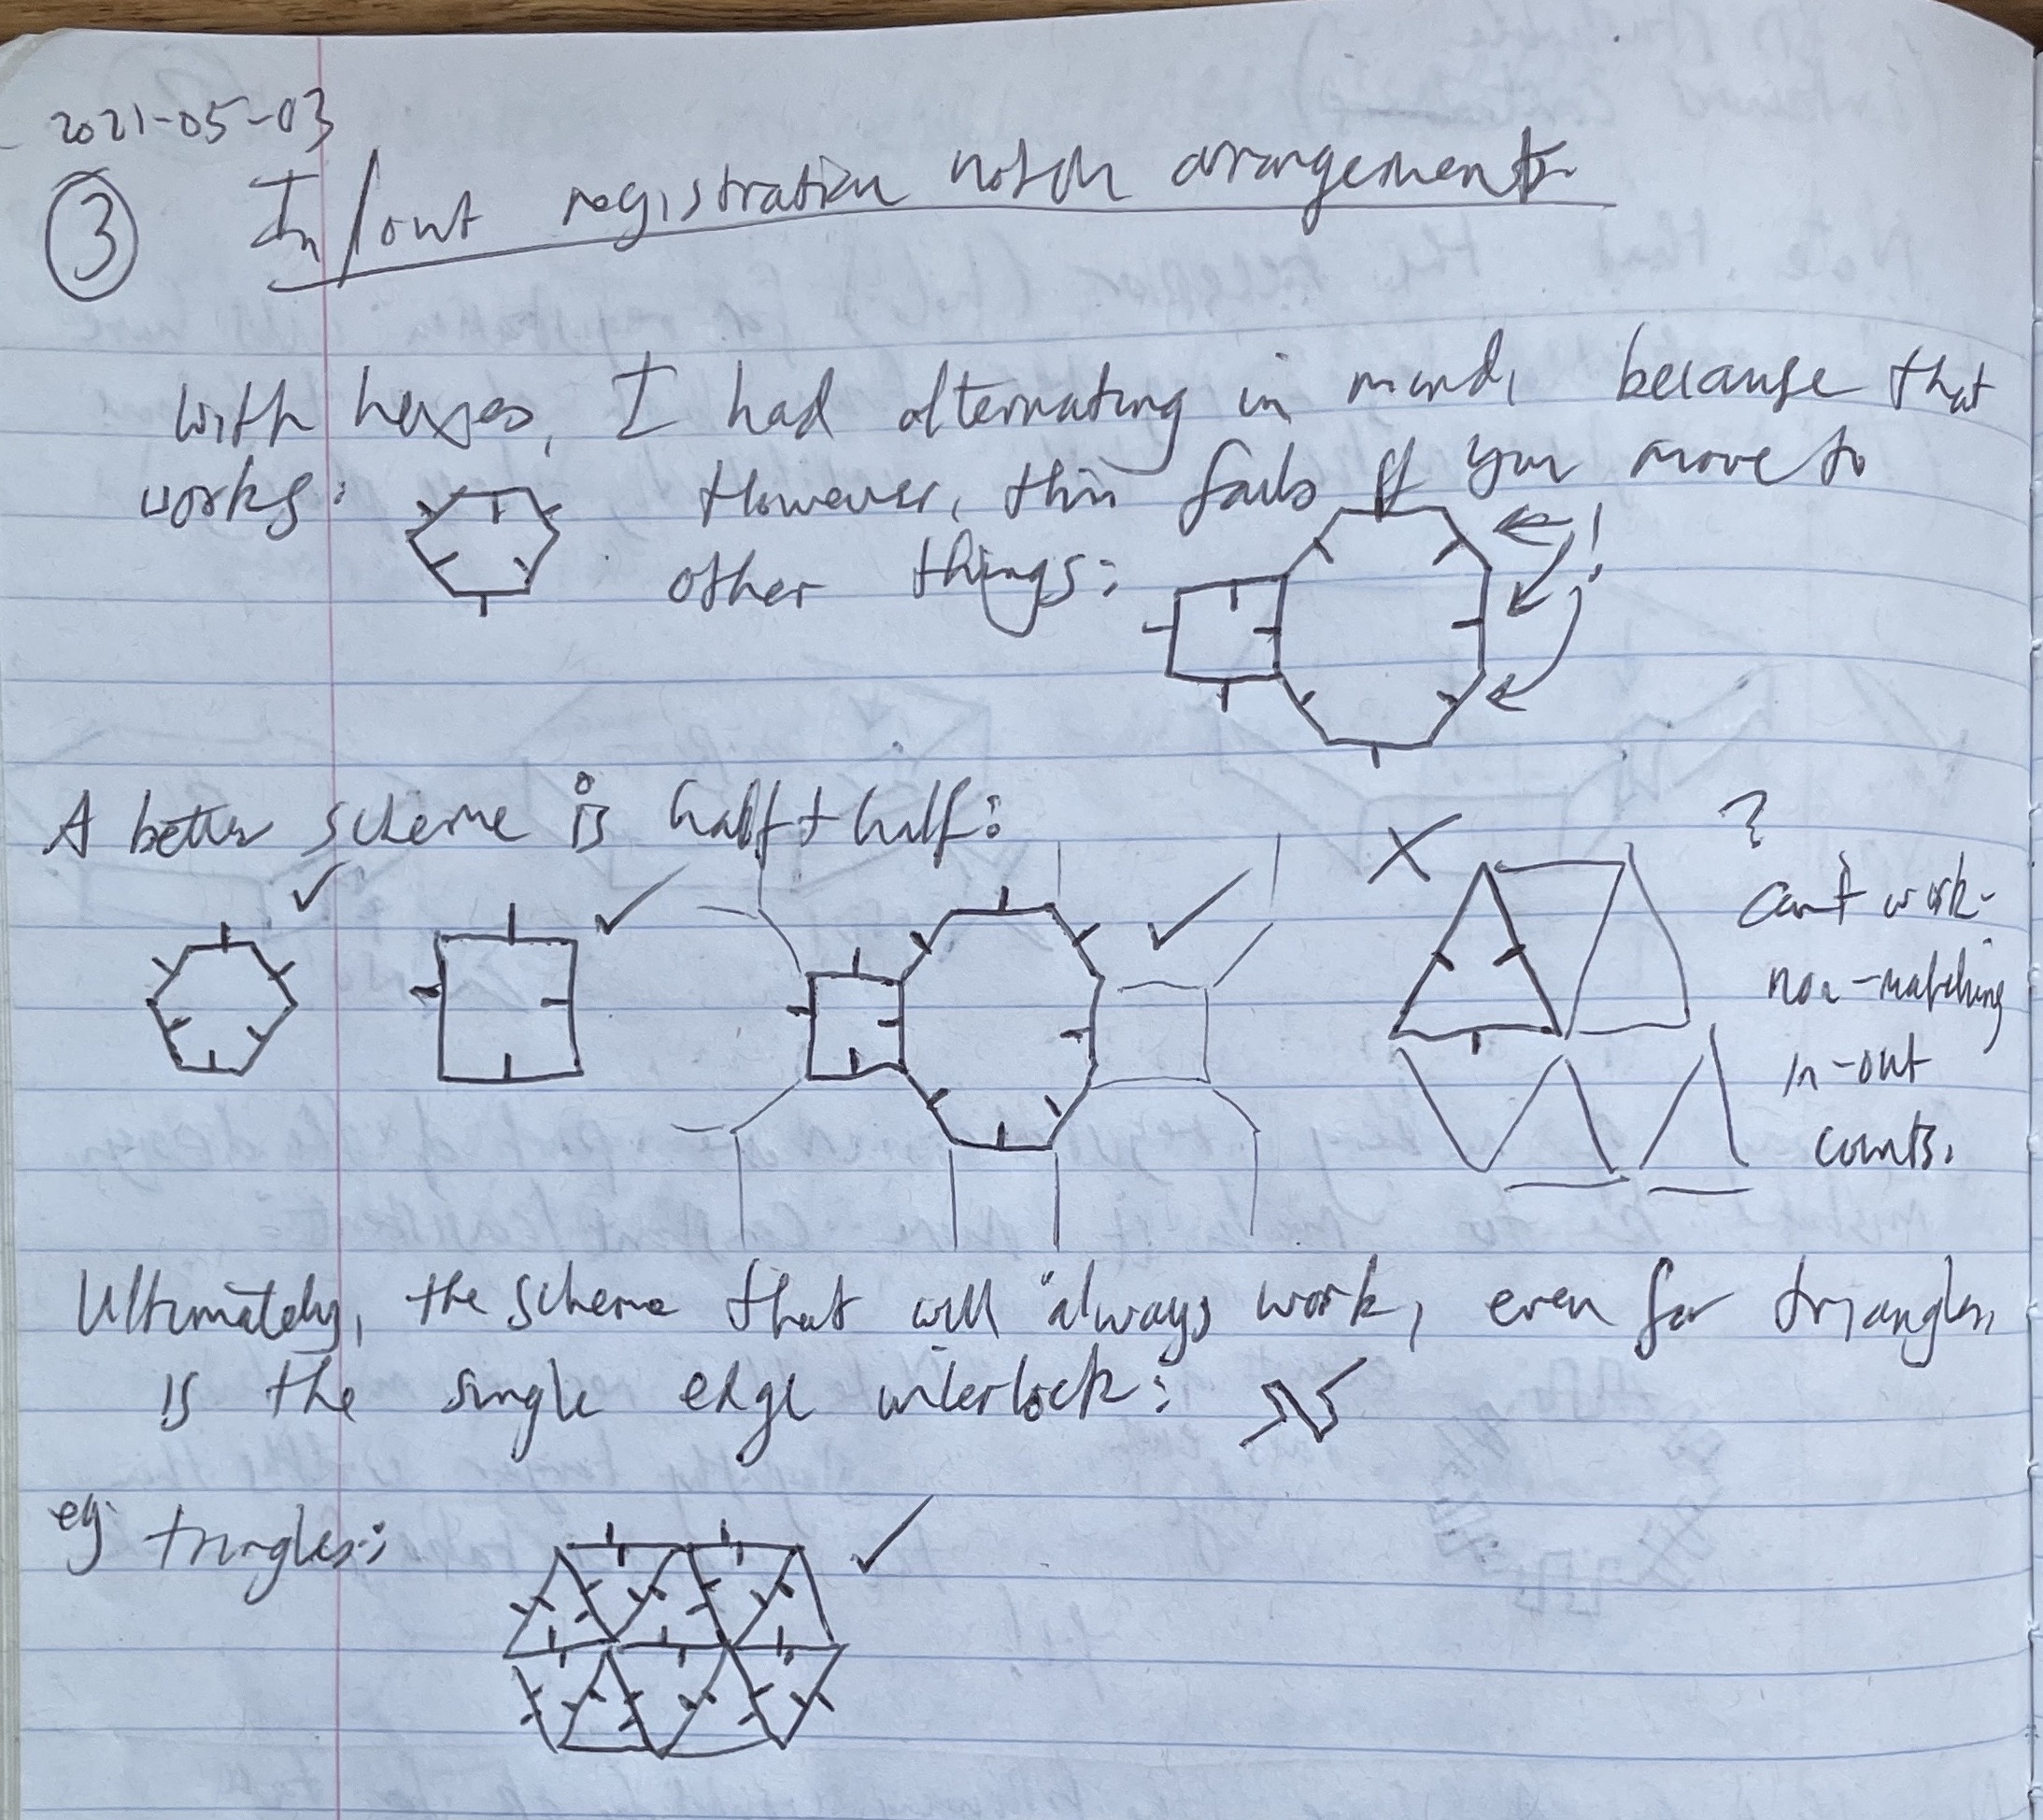 2021-05-03
③ In/out registration notch arrangements
With hexes, I had alternating in mind, because that
works: However, this fails if you move to
other things: !
A better scheme is half + half:
?
Can't work-
non-matching
in-out
counts.
Ultimately, the scheme that will always work, even for triangles,
is the single edge interlock:
eg triangles: